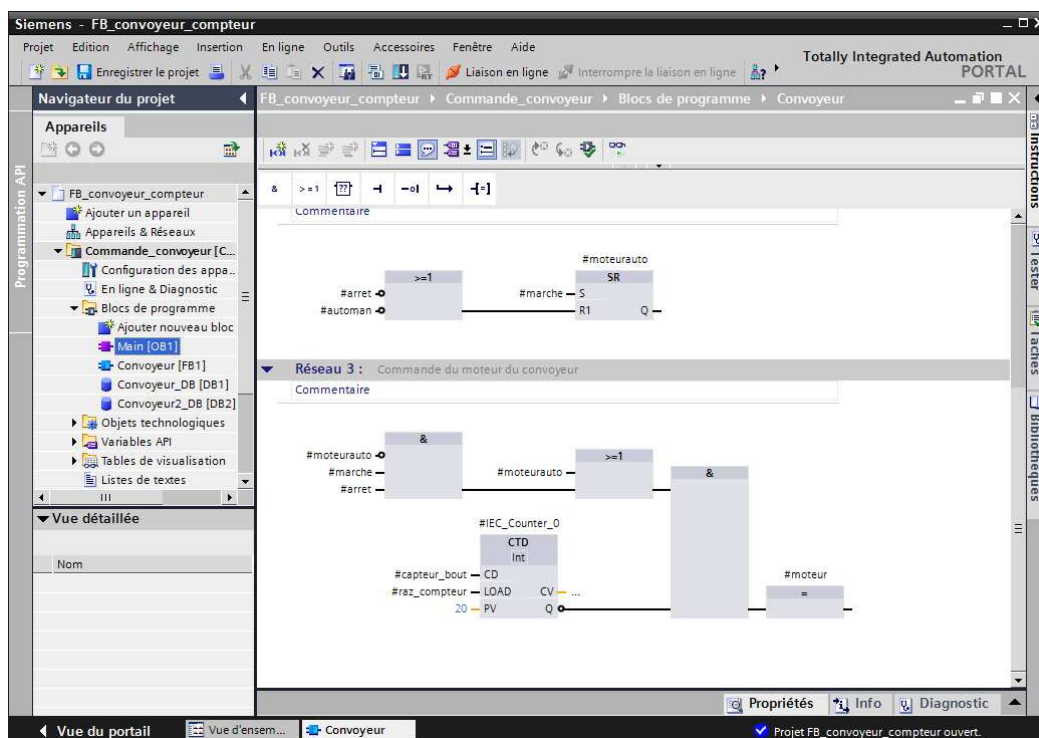 Siemens - FB_convoyeur_compteur
Projet Edition Affichage Insertion En ligne Outils Accessoires Fenêtre Aide
Totally Integrated Automation
PORTAL
Enregistrer le projet
Liaison en ligne
Interrompre la liaison en ligne
Navigateur du projet
FB_convoyeur_compteur Commande_convoyeur Blocs de programme Convoyeur
Appareils
Programmation API
FB_convoyeur_compteur
Ajouter un appareil
Appareils & Réseaux
Commande_convoyeur [C...
Configuration des appa..
En ligne & Diagnostic
Blocs de programme
Ajouter nouveau bloc
Main [OB1]
Convoyeur [FB1]
Convoyeur_DB [DB1]
Convoyeur2_DB [DB2]
Objets technologiques
Variables API
Tables de visualisation
Listes de textes
Vue détaillée
Nom
& >=1 ??
Commentaire
#moteurauto
>=1 SR
#arret #marche S
#automan R1 Q
Réseau 3 : Commande du moteur du convoyeur
Commentaire
&
#moteurauto >=1
#marche #moteurauto &
#arret
#IEC_Counter_0
CTD
Int
#capteur_bout CD #moteur
#raz_compteur LOAD CV ... =
20 PV Q
Instructions
Tester
Tâches
Bibliothèques
Propriétés Info Diagnostic
Vue du portail Vue d'ensem... Convoyeur Projet FB_convoyeur_compteur ouvert.